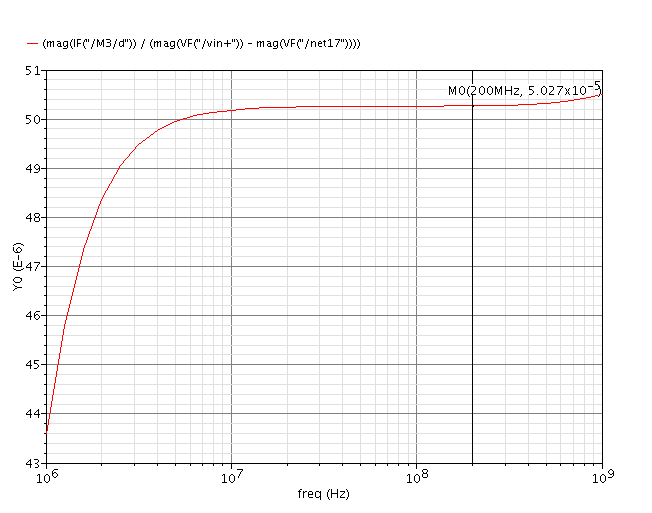 — (mag(IF("/M3/d")) / (mag(VF("/vin+")) - mag(VF("/net17"))))
51
M0(200MHz, 5.027x10⁻⁵)
50
49
48
47
46
45
44
43
Y0 (E-6)
10⁶ 10⁷ 10⁸ 10⁹
freq (Hz)